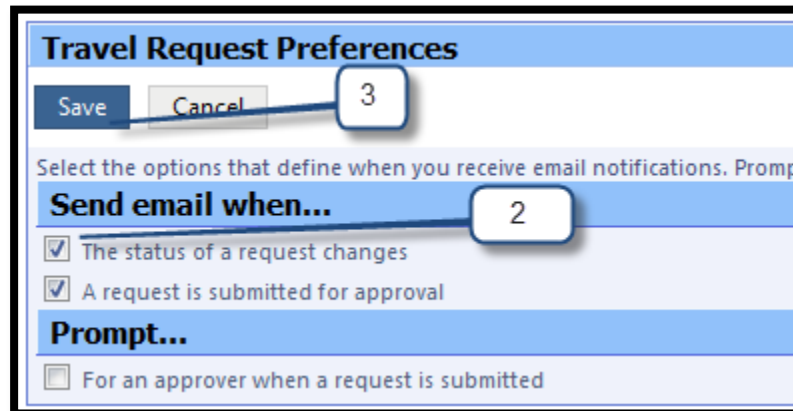 Travel Request Preferences
Save Cancel 3
Select the options that define when you receive email notifications.
Send email when... 2
The status of a request changes
A request is submitted for approval
Prompt...
For an approver when a request is submitted